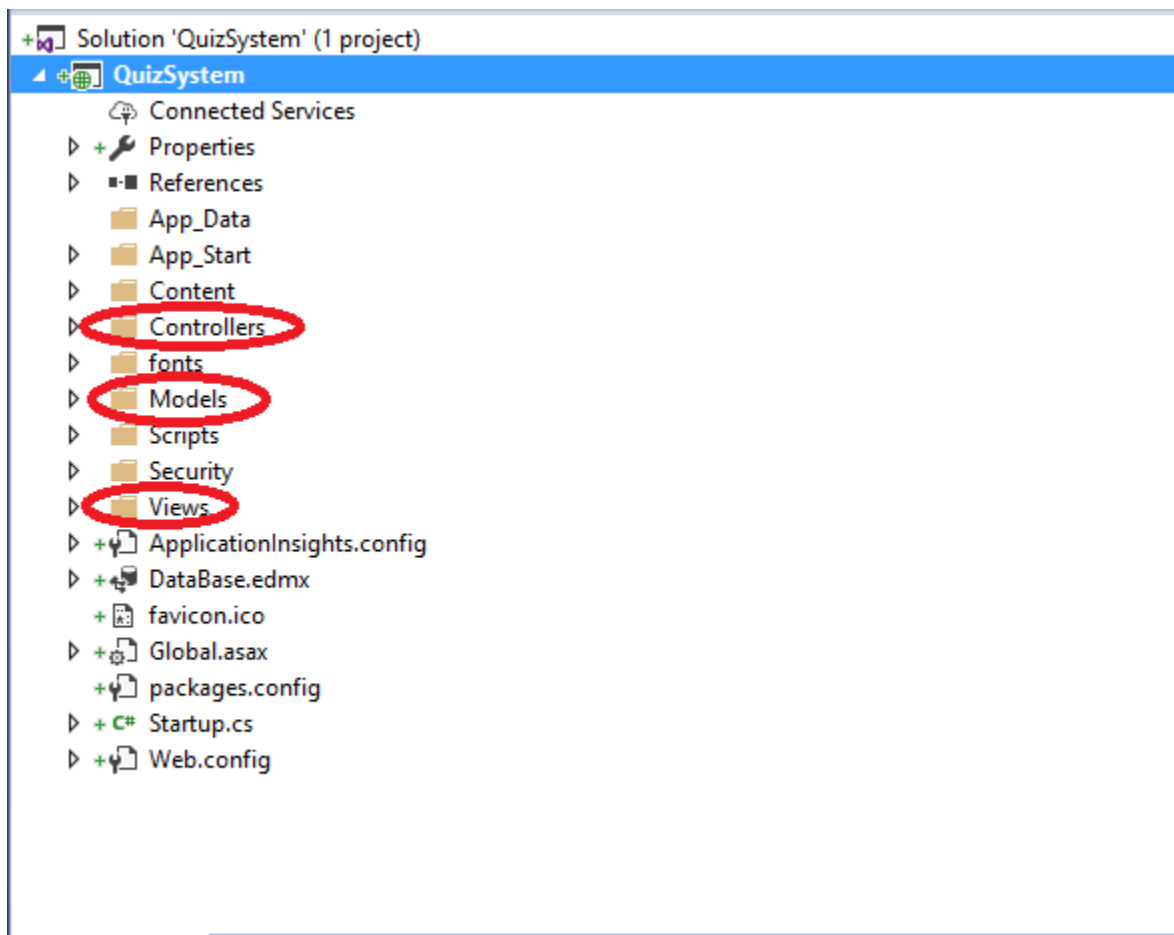 Solution 'QuizSystem' (1 project)
QuizSystem
Connected Services
Properties
References
App_Data
App_Start
Content
Controllers
fonts
Models
Scripts
Security
Views
ApplicationInsights.config
DataBase.edmx
favicon.ico
Global.asax
packages.config
C# Startup.cs
Web.config